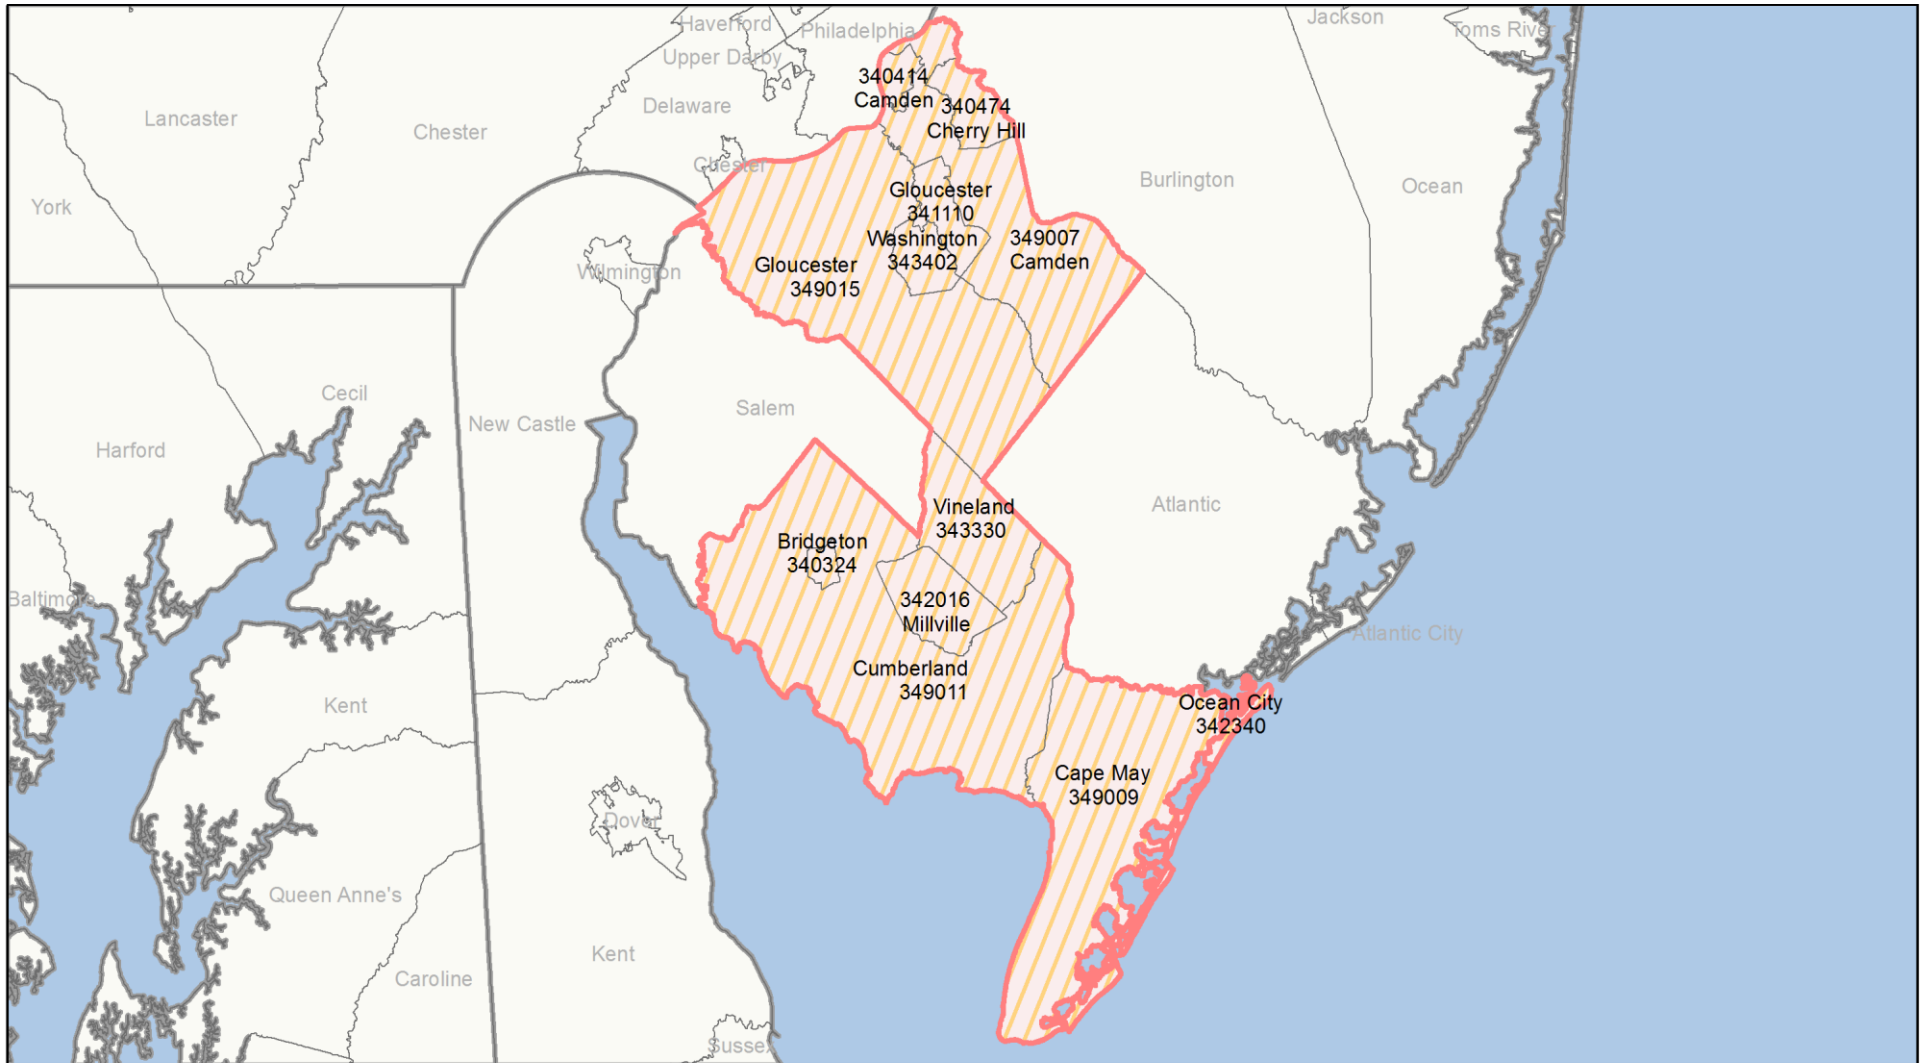 Haverford
Philadelphia
Jackson
Toms River
Upper Darby
340414
Camden
Delaware
340474
Cherry Hill
Lancaster
Chester
Chester
Burlington
Ocean
York
Gloucester
341110
Washington
343402
349007
Camden
Gloucester
349015
Wilmington
Cecil
New Castle
Salem
Harford
Atlantic
Vineland
343330
Bridgeton
340324
Baltimore
342016
Millville
Atlantic City
Cumberland
349011
Kent
Ocean City
342340
Cape May
349009
Dover
Queen Anne's
Kent
Caroline
Sussex